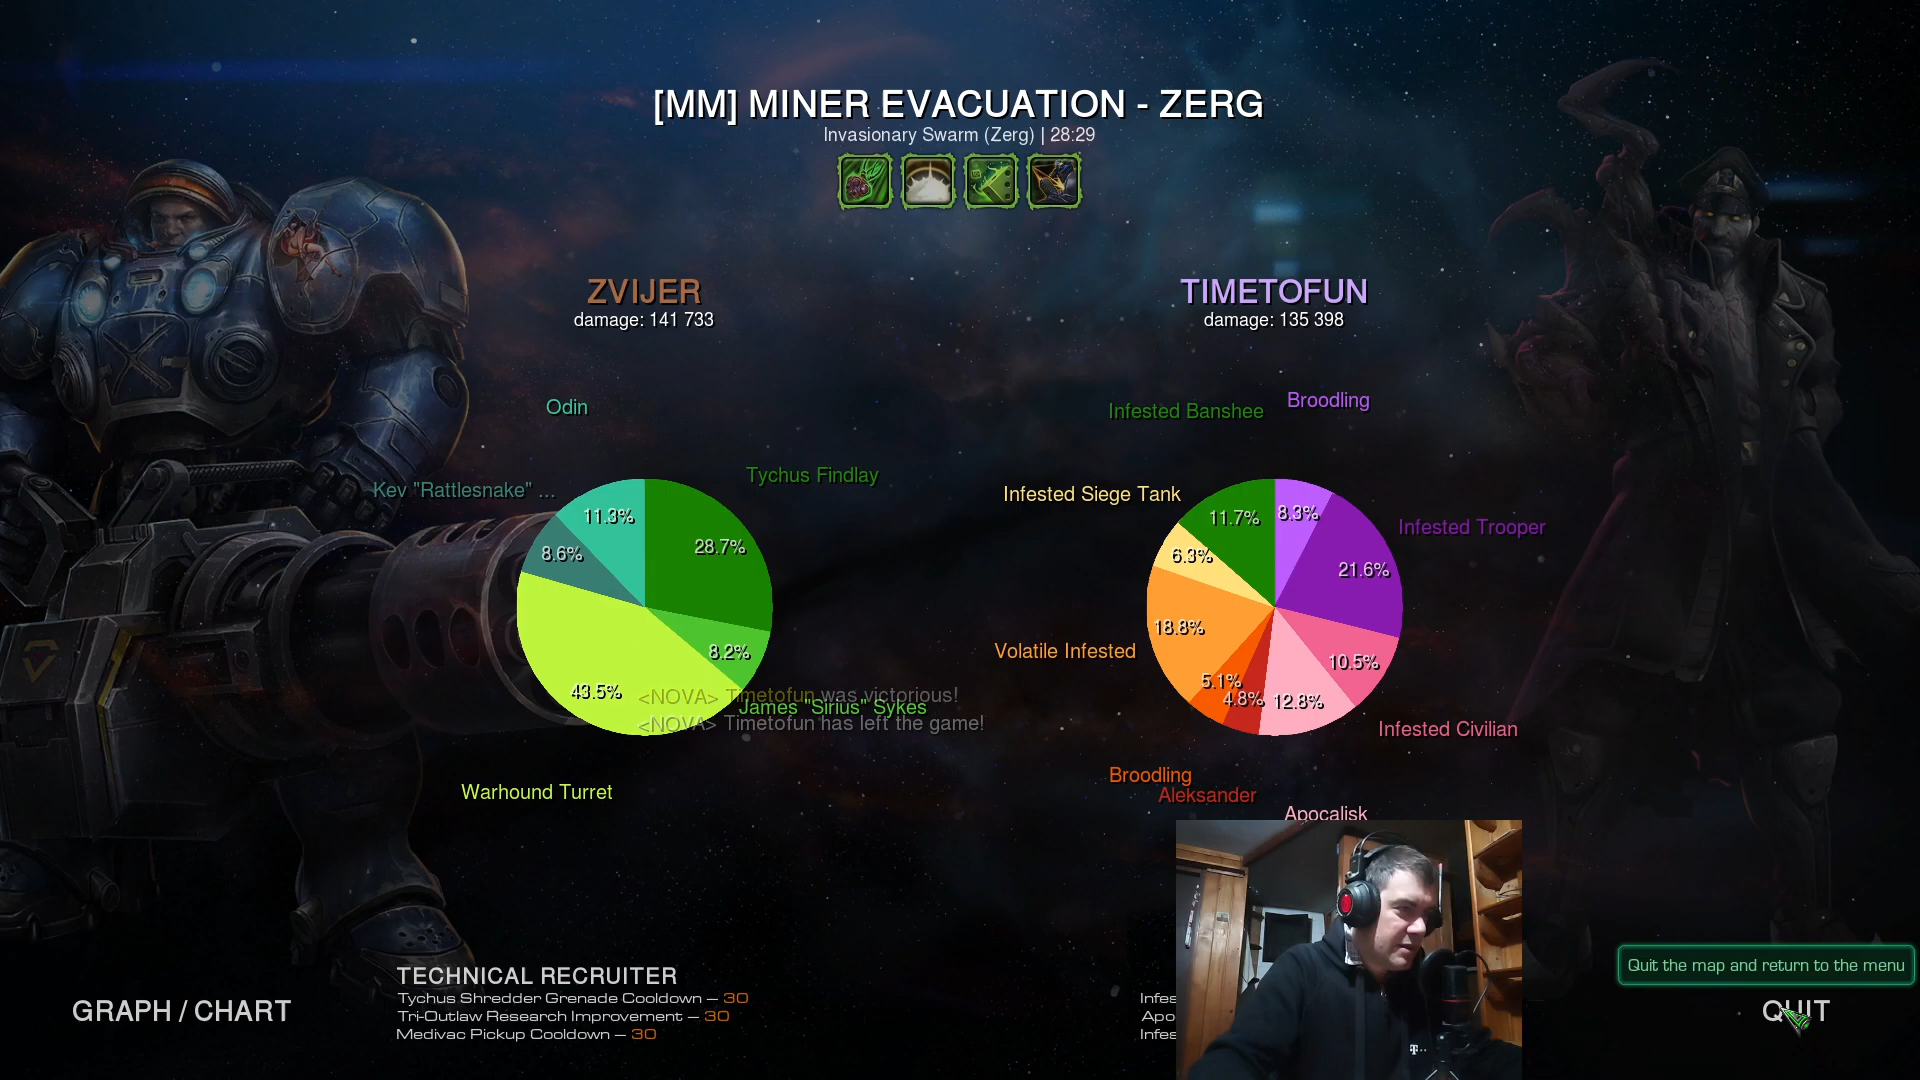 [MM] MINER EVACUATION - ZERG
Invasionary Swarm (Zerg) | 28:29
ZVIJER
damage: 141 733
TIMETOFUN
damage: 135 398
Odin
Tychus Findlay
Kev "Rattlesnake" ...
11.3%
28.7%
8.6%
8.2%
43.5%
James "Sirius" Sykes
Warhound Turret
<NOVA> Timetofun was victorious!
<NOVA> Timetofun has left the game!
Infested Banshee
Broodling
Infested Siege Tank
Infested Trooper
11.7%
8.3%
6.3%
21.6%
18.8%
10.5%
5.1%
4.8%
12.8%
Volatile Infested
Infested Civilian
Broodling
Aleksander
Apocalisk
TECHNICAL RECRUITER
Tychus Shredder Grenade Cooldown – 30
Tri-Outlaw Research Improvement – 30
Medivac Pickup Cooldown – 30
GRAPH / CHART
Quit the map and return to the menu
QUIT